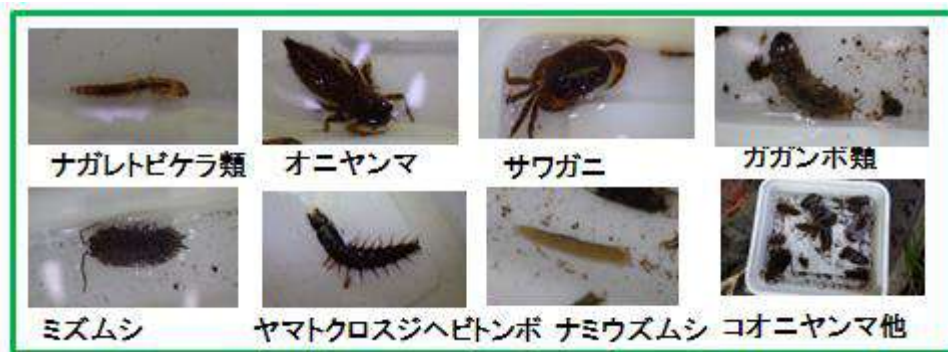 ナガレトビケラ類
オニヤンマ
サワガニ
ガガンボ類
ミズムシ
ヤマトクロスジヘビトンボ
ナミウズムシ
コオニヤンマ他